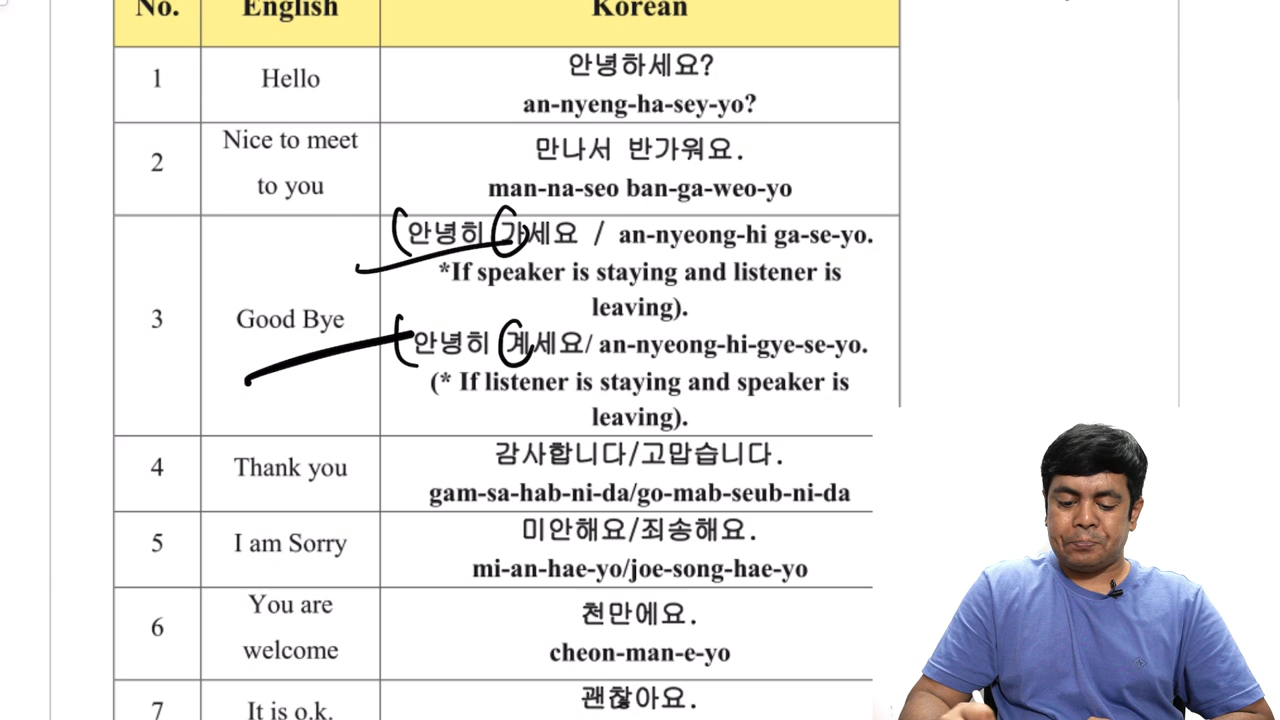 No. English Korean
1 Hello 안녕하세요?
an-nyeng-ha-sey-yo?
2 Nice to meet to you 만나서 반가워요.
man-na-seo ban-ga-weo-yo
3 Good Bye 안녕히 가세요 / an-nyeong-hi ga-se-yo.
*If speaker is staying and listener is
leaving).
안녕히 계세요/ an-nyeong-hi-gye-se-yo.
(* If listener is staying and speaker is
leaving).
4 Thank you 감사합니다/고맙습니다.
gam-sa-hab-ni-da/go-mab-seub-ni-da
5 I am Sorry 미안해요/죄송해요.
mi-an-hae-yo/joe-song-hae-yo
6 You are welcome 천만에요.
cheon-man-e-yo
7 It is o.k. 괜찮아요.